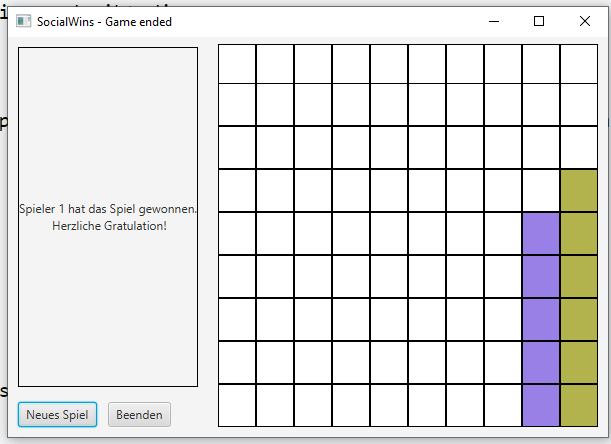 SocialWins - Game ended
Spieler 1 hat das Spiel gewonnen.
Herzliche Gratulation!
Neues Spiel
Beenden